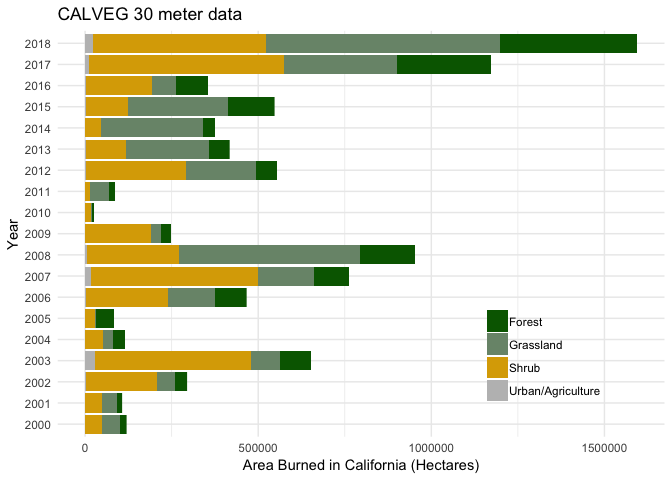 CALVEG 30 meter data
2018
2017
2016
2015
2014
2013
2012
2011
2010
2009
2008
2007
2006
2005
2004
2003
2002
2001
2000
Year
Forest
Grassland
Shrub
Urban/Agriculture
0 500000 1000000 1500000
Area Burned in California (Hectares)